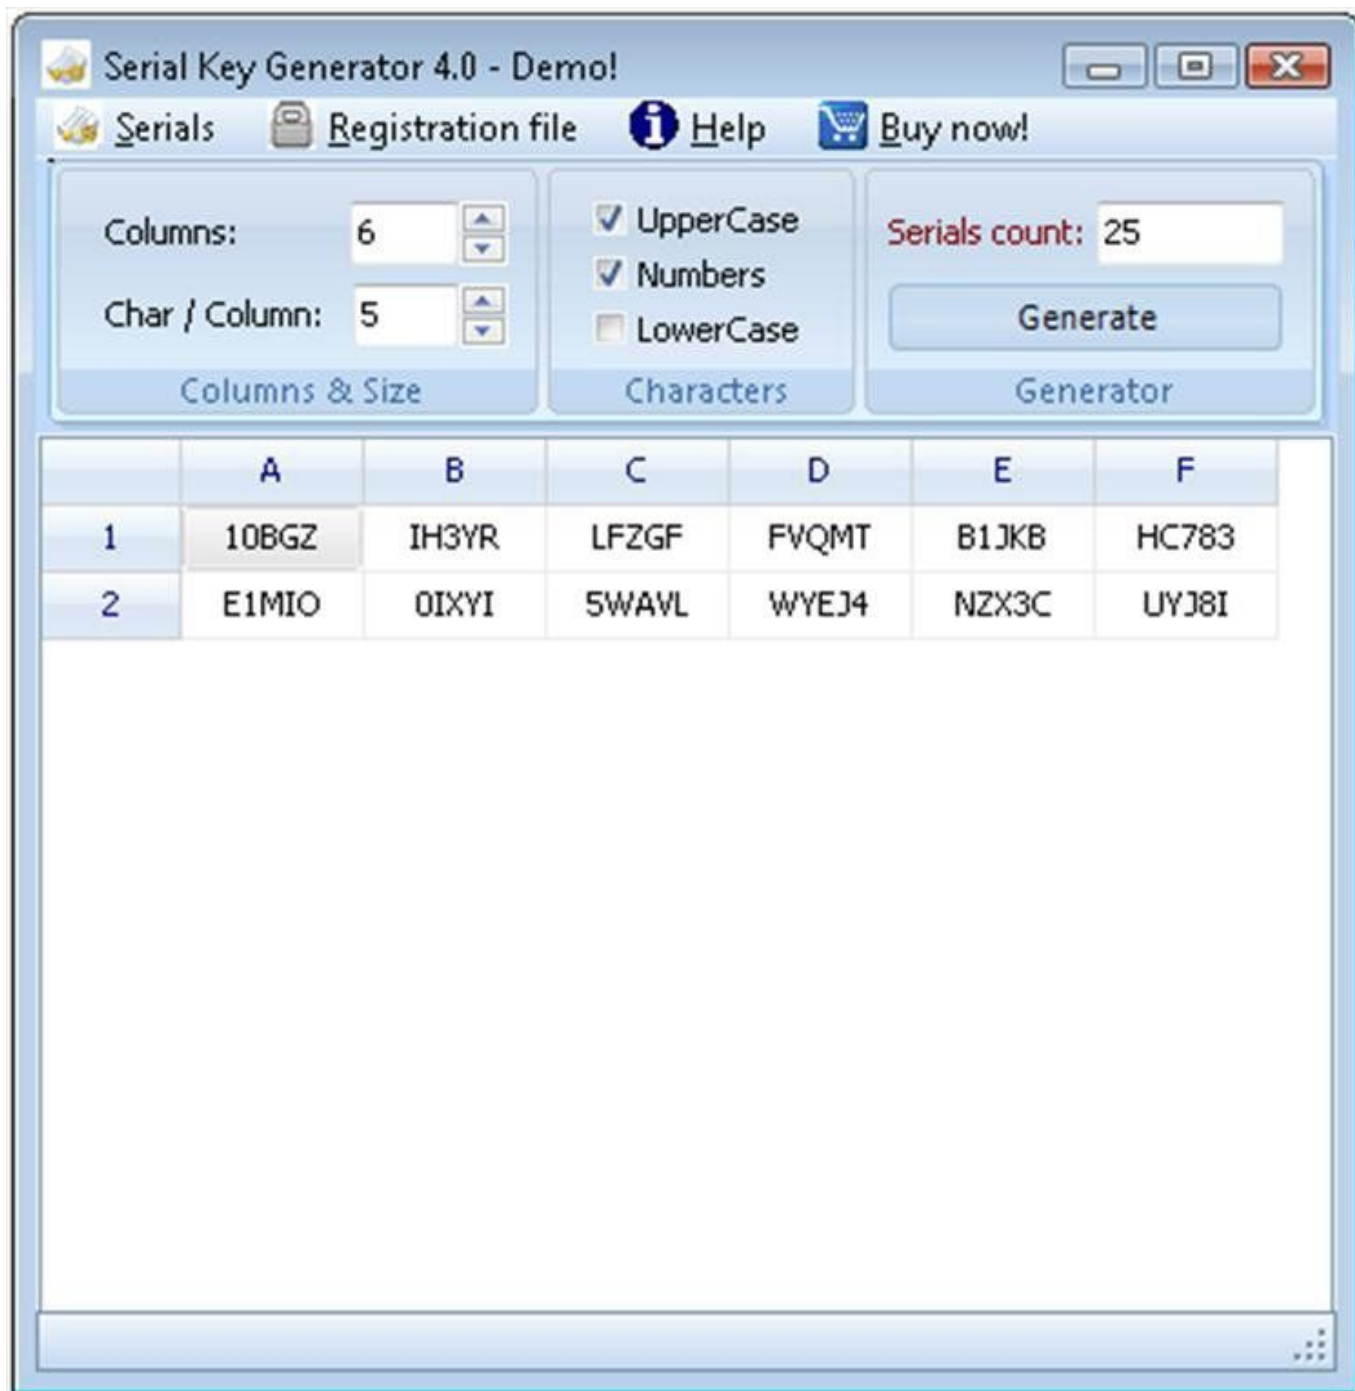 Serial Key Generator 4.0 - Demo!
Serials Registration file Help Buy now!
Columns: 6 UpperCase Serials count: 25
Numbers
Char / Column: 5 LowerCase Generate
Columns & Size Characters Generator
A B C D E F
1 10BGZ IH3YR LFZGF FVQMT B1JKB HC783
2 E1MIO 0IXYI 5WAVL WYEJ4 NZX3C UYJ8I